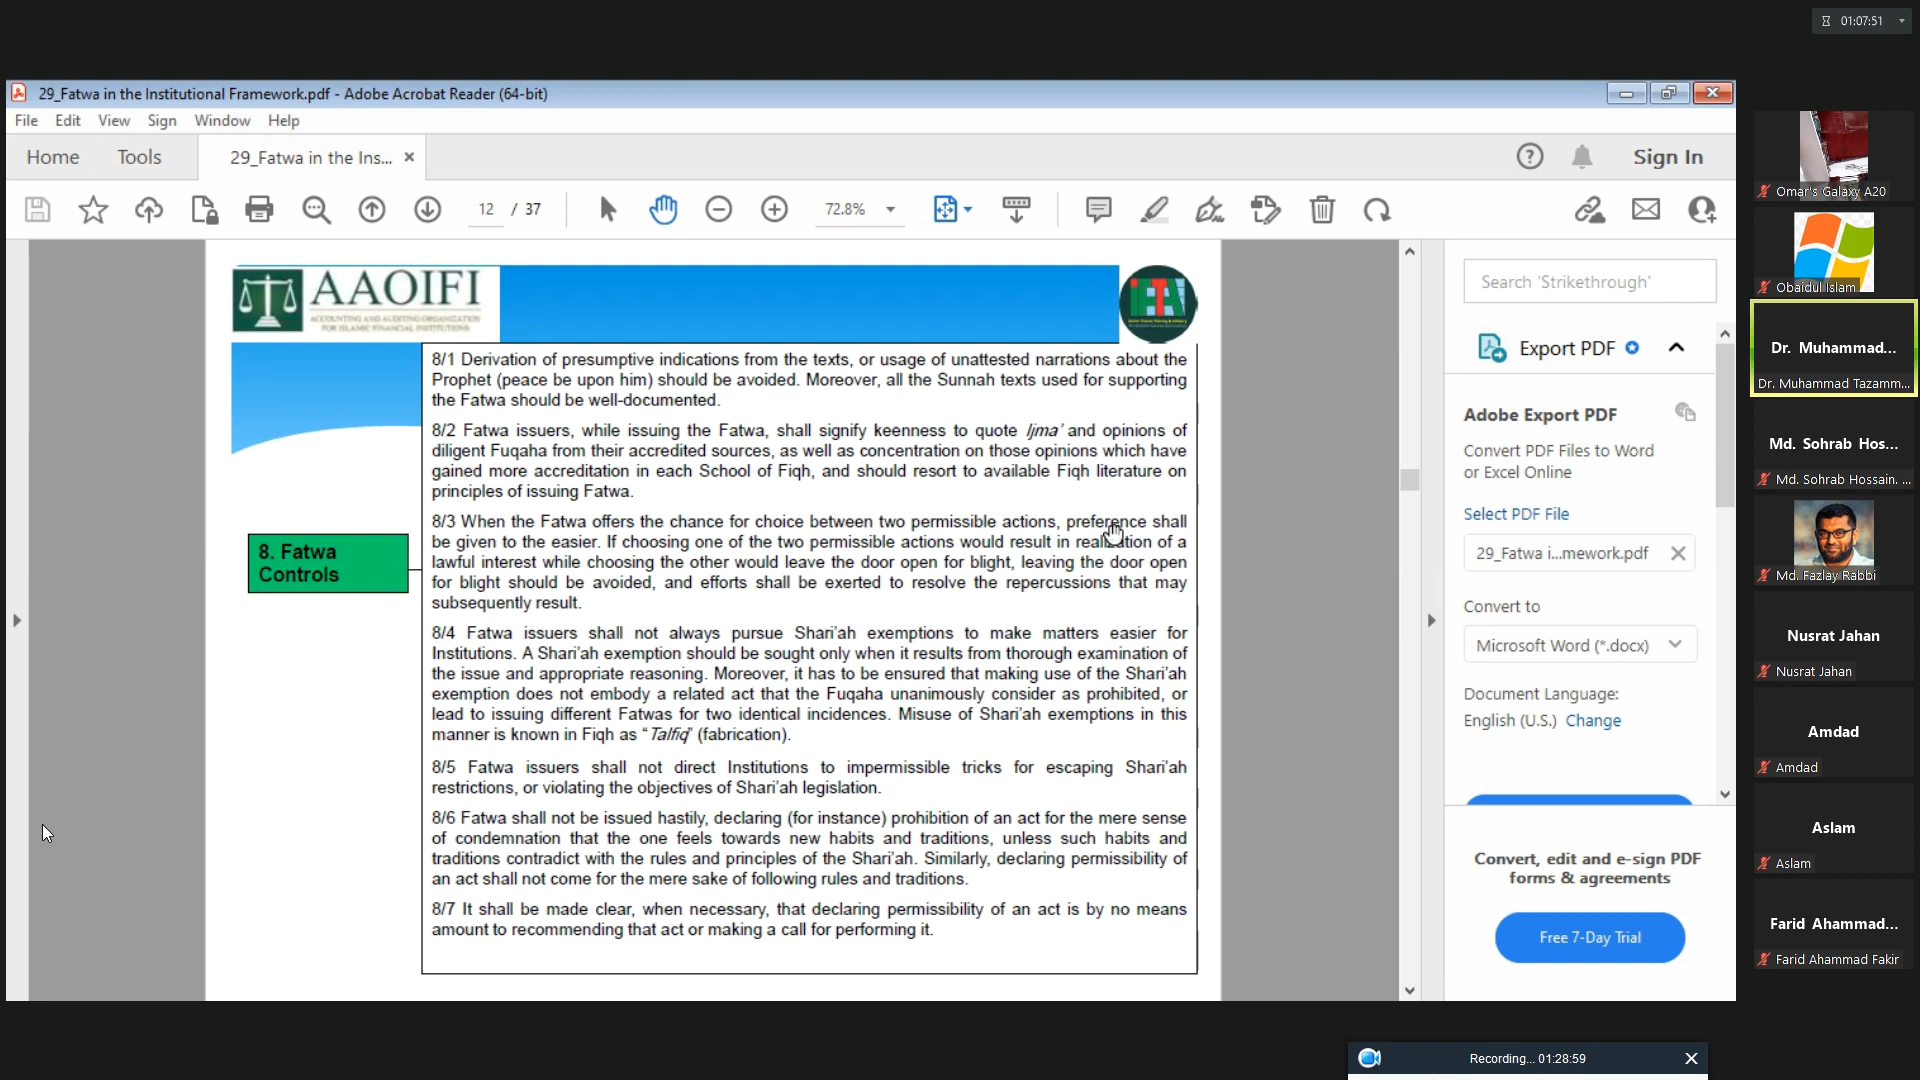 01:07:51
29_Fatwa in the Institutional Framework.pdf - Adobe Acrobat Reader (64-bit)
File Edit View Sign Window Help
Home Tools 29_Fatwa in the Ins... Sign In
12 / 37 72.8%
AAOIFI
ACCOUNTING AND AUDITING ORGANIZATION
FOR ISLAMIC FINANCIAL INSTITUTIONS
8. Fatwa
Controls
8/1 Derivation of presumptive indications from the texts, or usage of unattested narrations about the
Prophet (peace be upon him) should be avoided. Moreover, all the Sunnah texts used for supporting
the Fatwa should be well-documented.
8/2 Fatwa issuers, while issuing the Fatwa, shall signify keenness to quote Ijma’ and opinions of
diligent Fuqaha from their accredited sources, as well as concentration on those opinions which have
gained more accreditation in each School of Fiqh, and should resort to available Fiqh literature on
principles of issuing Fatwa.
8/3 When the Fatwa offers the chance for choice between two permissible actions, preference shall
be given to the easier. If choosing one of the two permissible actions would result in realization of a
lawful interest while choosing the other would leave the door open for blight, leaving the door open
for blight should be avoided, and efforts shall be exerted to resolve the repercussions that may
subsequently result.
8/4 Fatwa issuers shall not always pursue Shari’ah exemptions to make matters easier for
Institutions. A Shari’ah exemption should be sought only when it results from thorough examination of
the issue and appropriate reasoning. Moreover, it has to be ensured that making use of the Shari’ah
exemption does not embody a related act that the Fuqaha unanimously consider as prohibited, or
lead to issuing different Fatwas for two identical incidences. Misuse of Shari’ah exemptions in this
manner is known in Fiqh as “Talfiq” (fabrication).
8/5 Fatwa issuers shall not direct Institutions to impermissible tricks for escaping Shari’ah
restrictions, or violating the objectives of Shari’ah legislation.
8/6 Fatwa shall not be issued hastily, declaring (for instance) prohibition of an act for the mere sense
of condemnation that the one feels towards new habits and traditions, unless such habits and
traditions contradict with the rules and principles of the Shari’ah. Similarly, declaring permissibility of
an act shall not come for the mere sake of following rules and traditions.
8/7 It shall be made clear, when necessary, that declaring permissibility of an act is by no means
amount to recommending that act or making a call for performing it.
Search 'Strikethrough'
Export PDF
Adobe Export PDF
Convert PDF Files to Word
or Excel Online
Select PDF File
29_Fatwa i...mework.pdf
Convert to
Microsoft Word (*.docx)
Document Language:
English (U.S.) Change
Convert, edit and e-sign PDF
forms & agreements
Free 7-Day Trial
Omar's Galaxy A20
Obaidul Islam
Dr. Muhammad...
Dr. Muhammad Tazamm...
Md. Sohrab Hos...
Md. Sohrab Hossain. ...
Md. Fazlay Rabbi
Nusrat Jahan
Nusrat Jahan
Amdad
Amdad
Aslam
Aslam
Farid Ahammad...
Farid Ahammad Fakir
Recording... 01:28:59